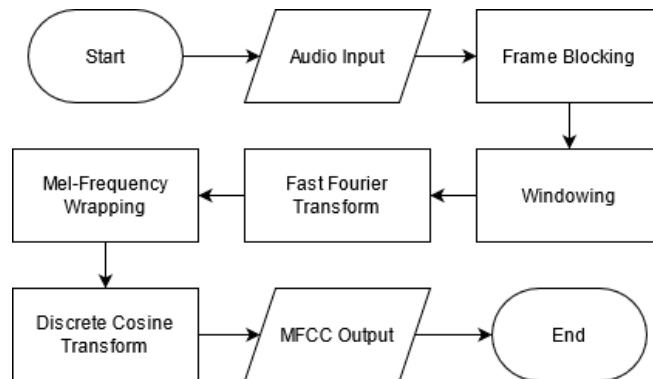 Start
Audio Input
Frame Blocking
Windowing
Fast Fourier
Transform
Mel-Frequency
Wrapping
Discrete Cosine
Transform
MFCC Output
End